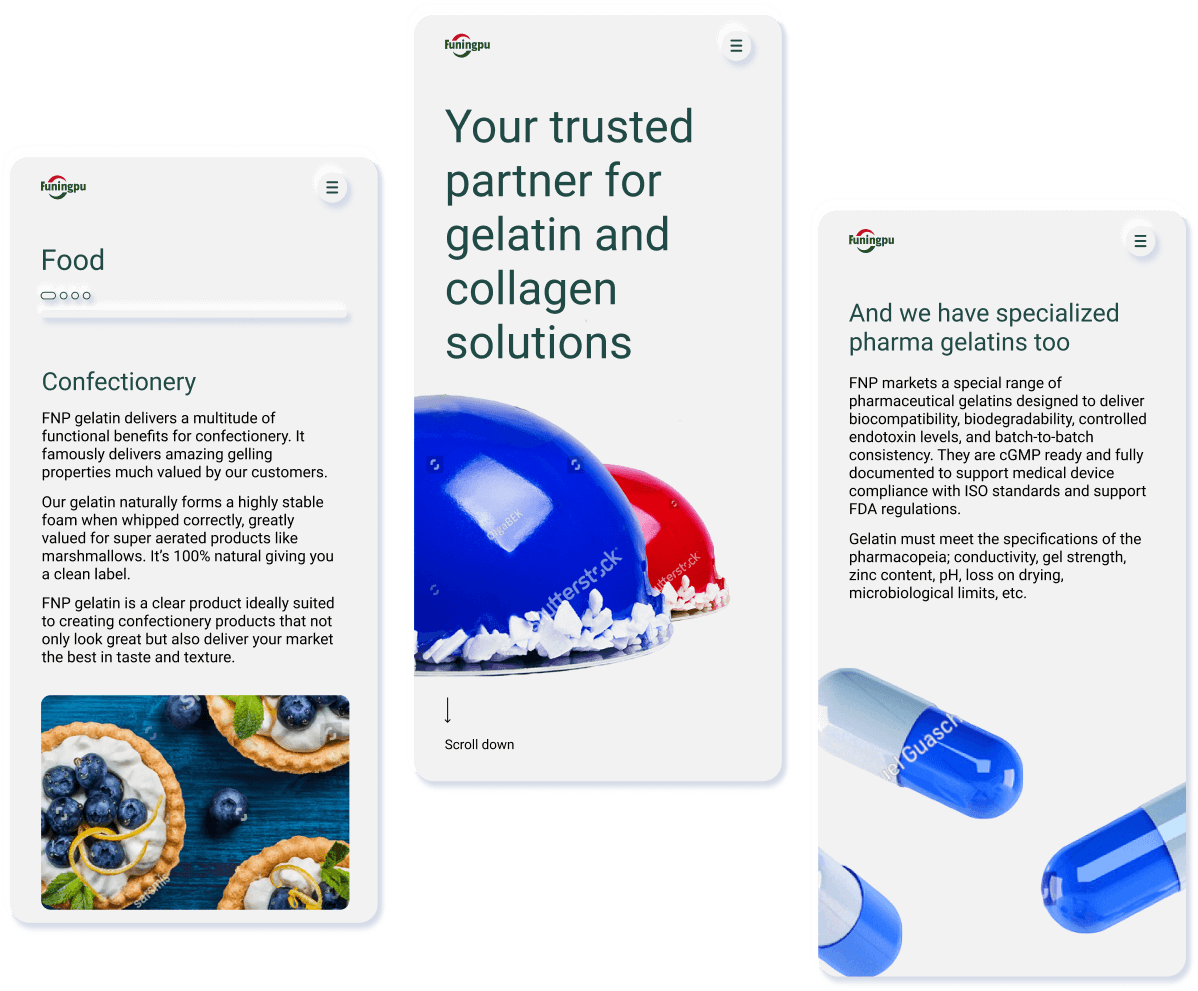 Funingpu
Food
Confectionery
FNP gelatin delivers a multitude of
functional benefits for confectionery. It
famously delivers amazing gelling
properties much valued by our customers.
Our gelatin naturally forms a highly stable
foam when whipped correctly, greatly
valued for super aerated products like
marshmallows. It’s 100% natural giving you
a clean label.
FNP gelatin is a clear product ideally suited
to creating confectionery products that not
only look great but also deliver your market
the best in taste and texture.
Funingpu
Your trusted
partner for
gelatin and
collagen
solutions
OlgaBEK
shutterstock
Scroll down
Funingpu
And we have specialized
pharma gelatins too
FNP markets a special range of
pharmaceutical gelatins designed to deliver
biocompatibility, biodegradability, controlled
endotoxin levels, and batch-to-batch
consistency. They are cGMP ready and fully
documented to support medical device
compliance with ISO standards and support
FDA regulations.
Gelatin must meet the specifications of the
pharmacopeia; conductivity, gel strength,
zinc content, pH, loss on drying,
microbiological limits, etc.